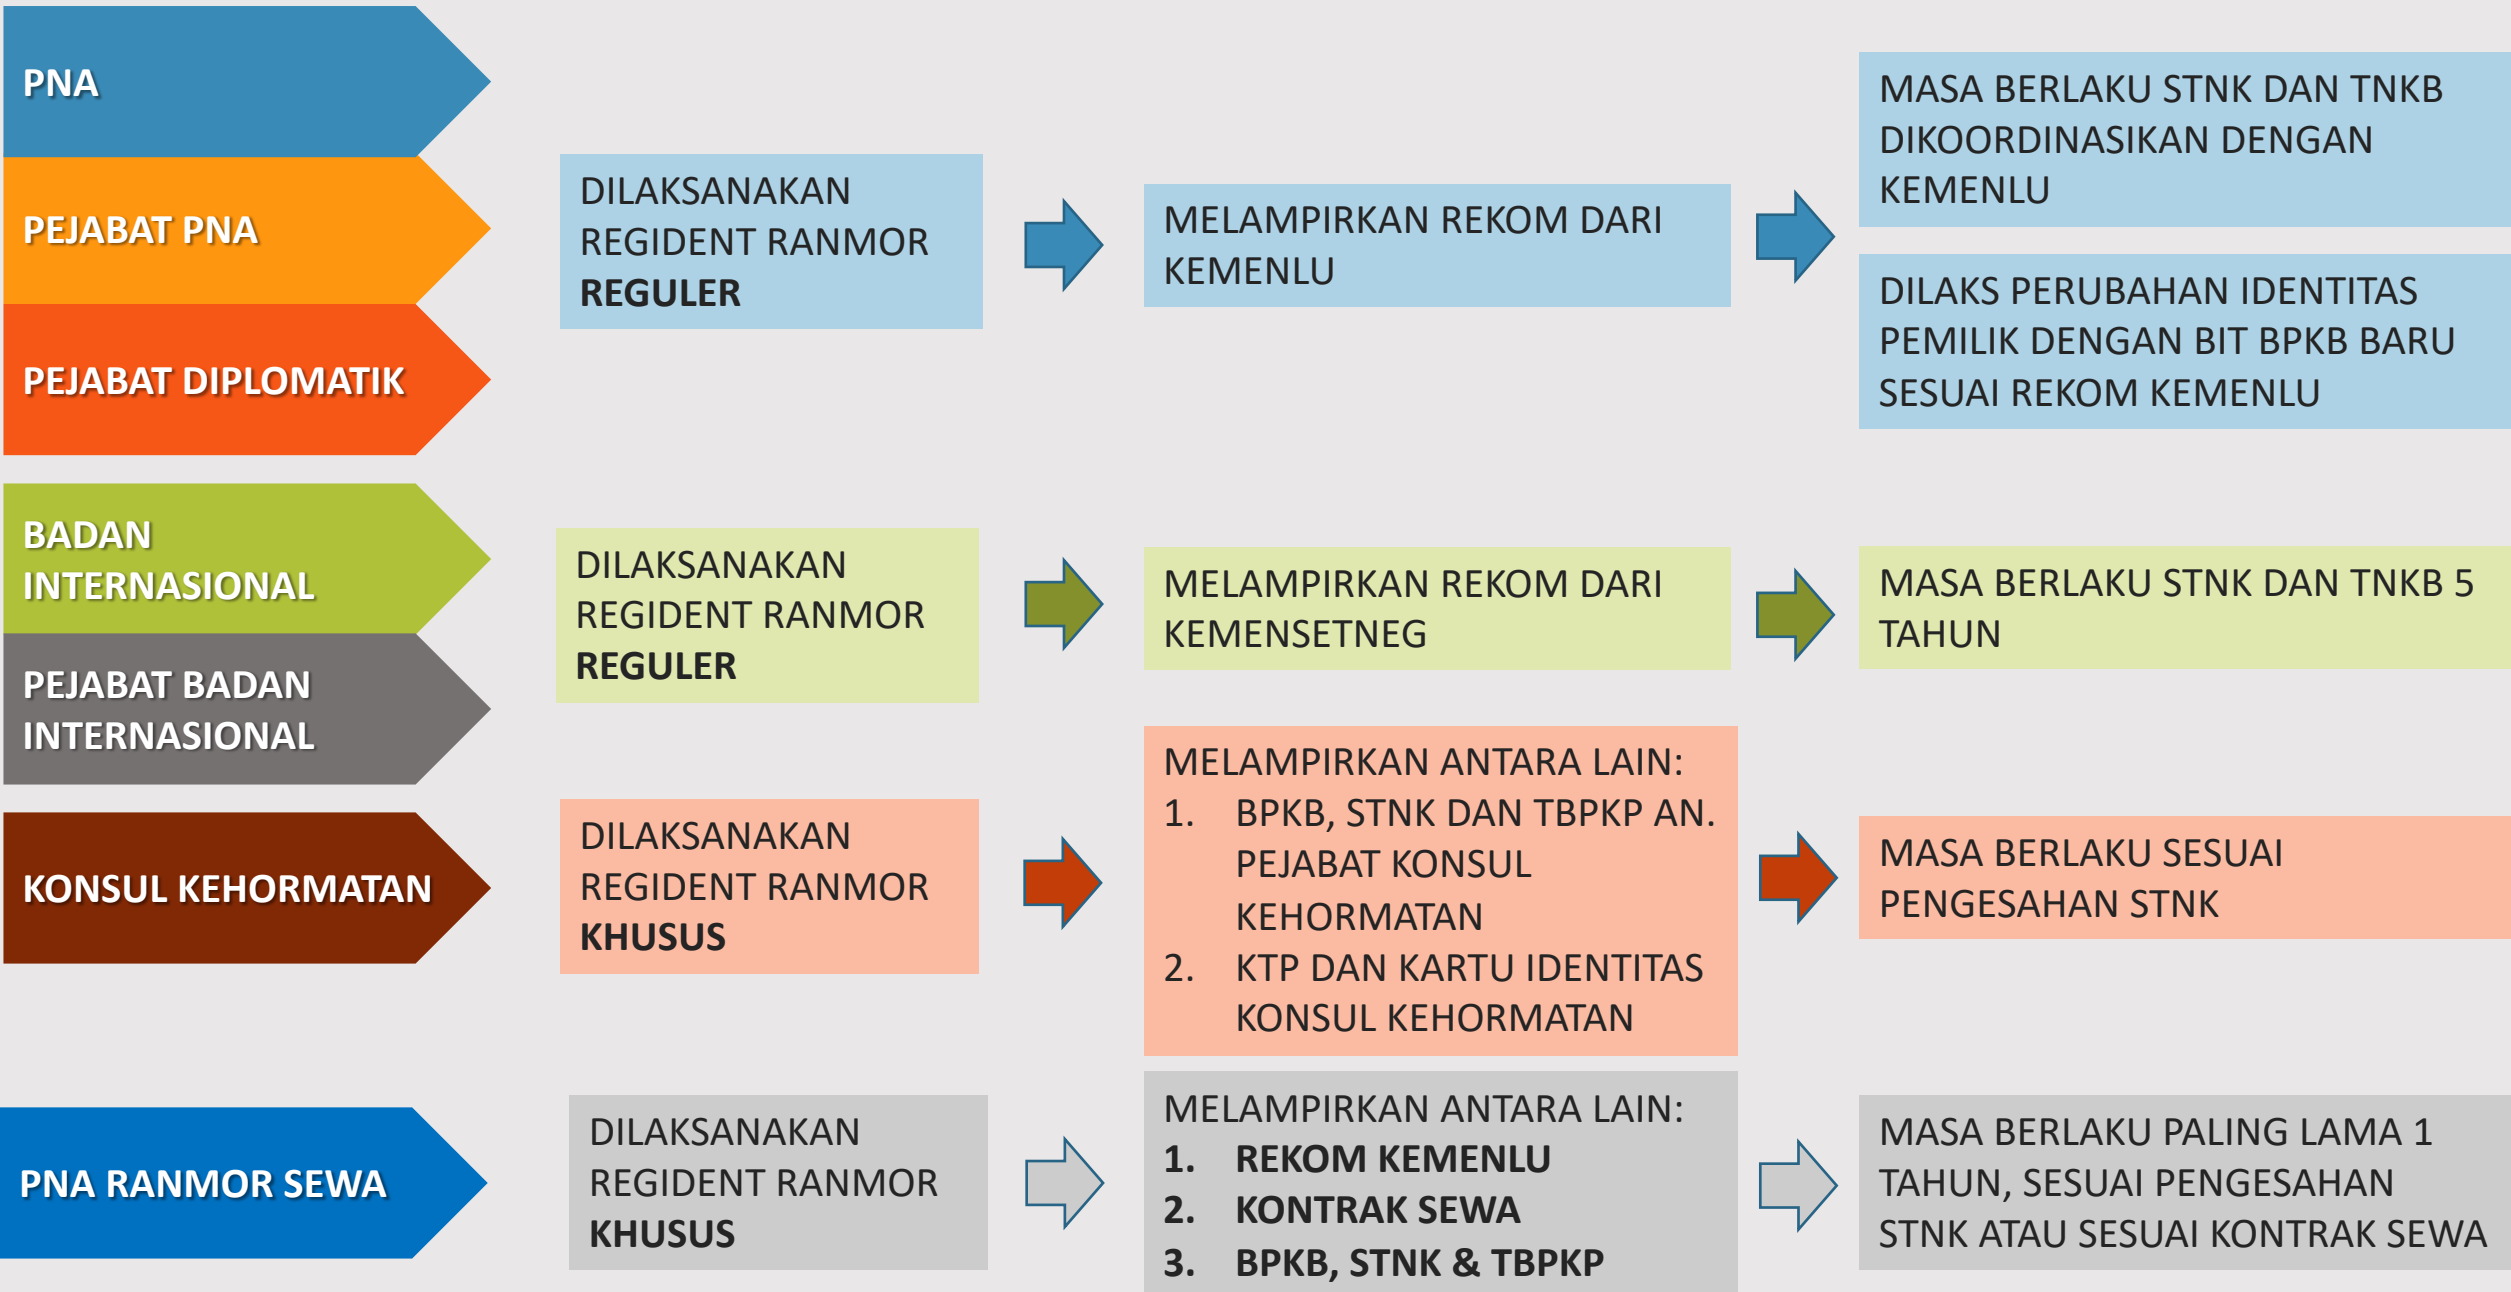 PNA
PEJABAT PNA
PEJABAT DIPLOMATIK
DILAKSANAKAN
REGIDENT RANMOR
REGULER
MELAMPIRKAN REKOM DARI
KEMENLU
MASA BERLAKU STNK DAN TNKB
DIKOORDINASIKAN DENGAN
KEMENLU
DILAKS PERUBAHAN IDENTITAS
PEMILIK DENGAN BIT BPKB BARU
SESUAI REKOM KEMENLU
BADAN
INTERNASIONAL
PEJABAT BADAN
INTERNASIONAL
DILAKSANAKAN
REGIDENT RANMOR
REGULER
MELAMPIRKAN REKOM DARI
KEMENSETNEG
MASA BERLAKU STNK DAN TNKB 5
TAHUN
KONSUL KEHORMATAN
DILAKSANAKAN
REGIDENT RANMOR
KHUSUS
MELAMPIRKAN ANTARA LAIN:
1. BPKB, STNK DAN TBPKP AN.
PEJABAT KONSUL
KEHORMATAN
2. KTP DAN KARTU IDENTITAS
KONSUL KEHORMATAN
MASA BERLAKU SESUAI
PENGESAHAN STNK
PNA RANMOR SEWA
DILAKSANAKAN
REGIDENT RANMOR
KHUSUS
MELAMPIRKAN ANTARA LAIN:
1. REKOM KEMENLU
2. KONTRAK SEWA
3. BPKB, STNK & TBPKP
MASA BERLAKU PALING LAMA 1
TAHUN, SESUAI PENGESAHAN
STNK ATAU SESUAI KONTRAK SEWA